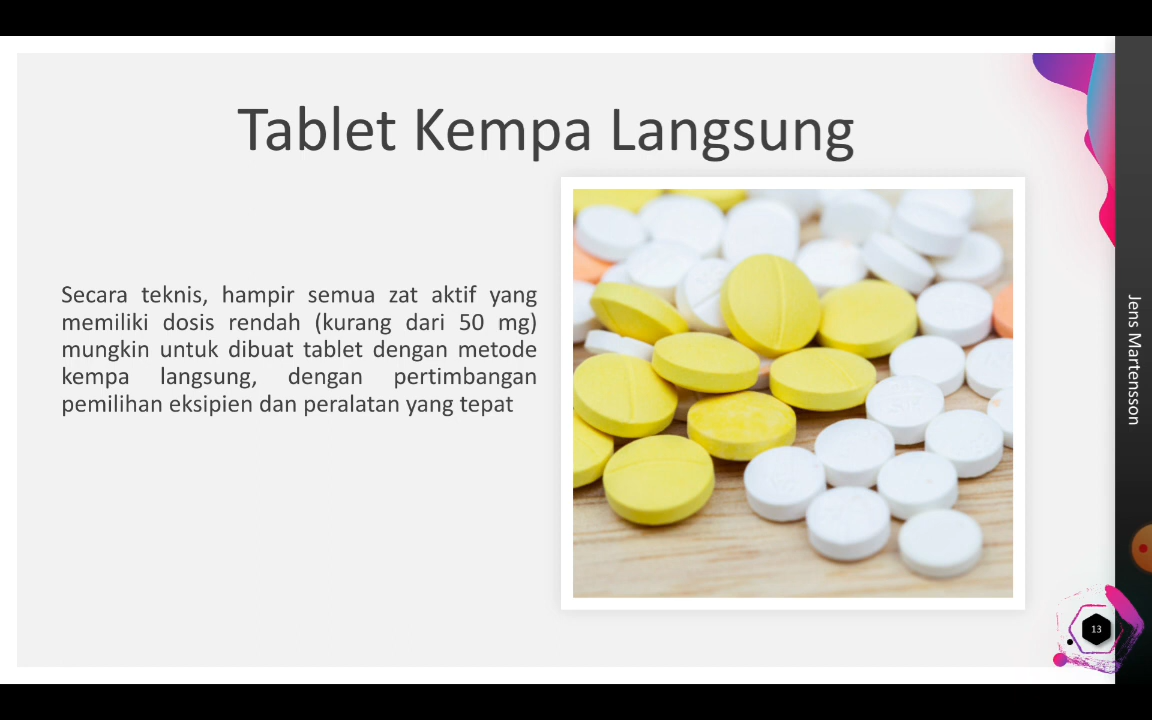 Tablet Kempa Langsung
Secara teknis, hampir semua zat aktif yang
memiliki dosis rendah (kurang dari 50 mg)
mungkin untuk dibuat tablet dengan metode
kempa langsung, dengan pertimbangan
pemilihan eksipien dan peralatan yang tepat
Jens Martensson
13